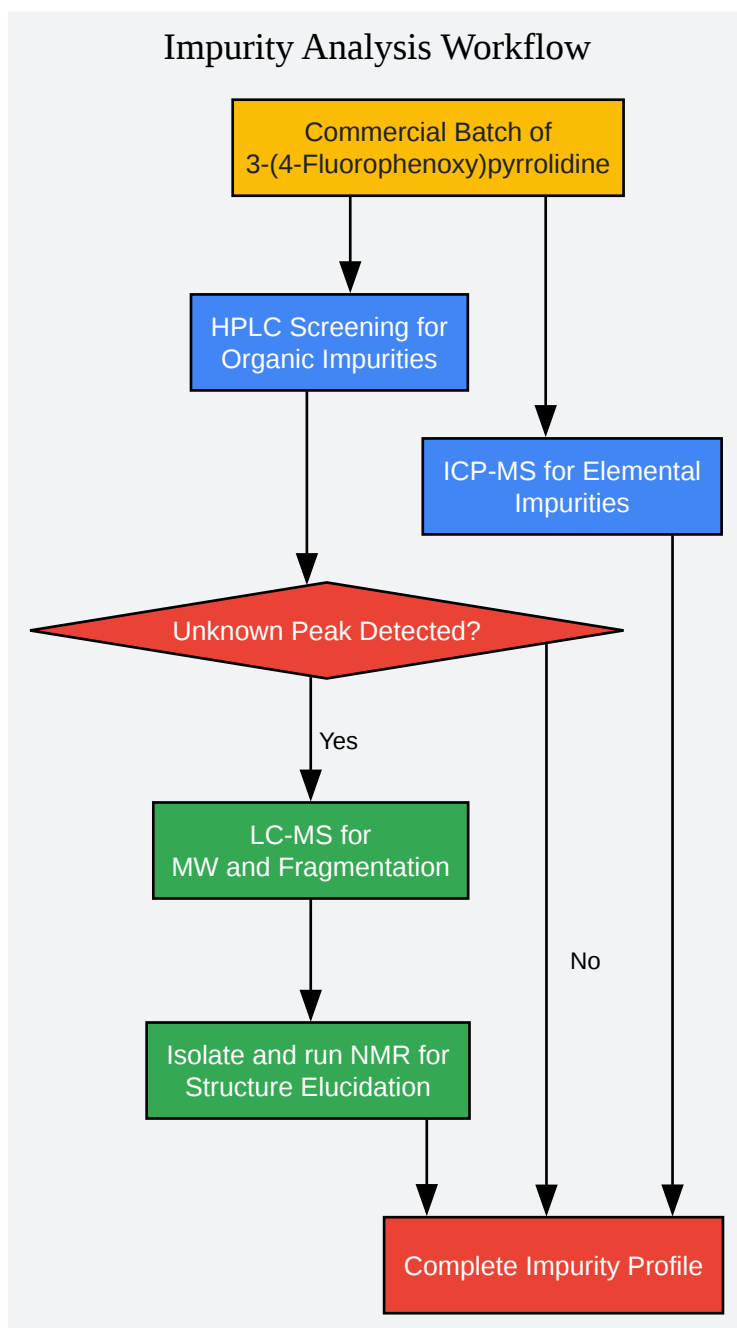 Impurity Analysis Workflow
Commercial Batch of
3-(4-Fluorophenoxy)pyrrolidine
HPLC Screening for
Organic Impurities
ICP-MS for Elemental
Impurities
Unknown Peak Detected?
Yes
LC-MS for
MW and Fragmentation
No
Isolate and run NMR for
Structure Elucidation
Complete Impurity Profile